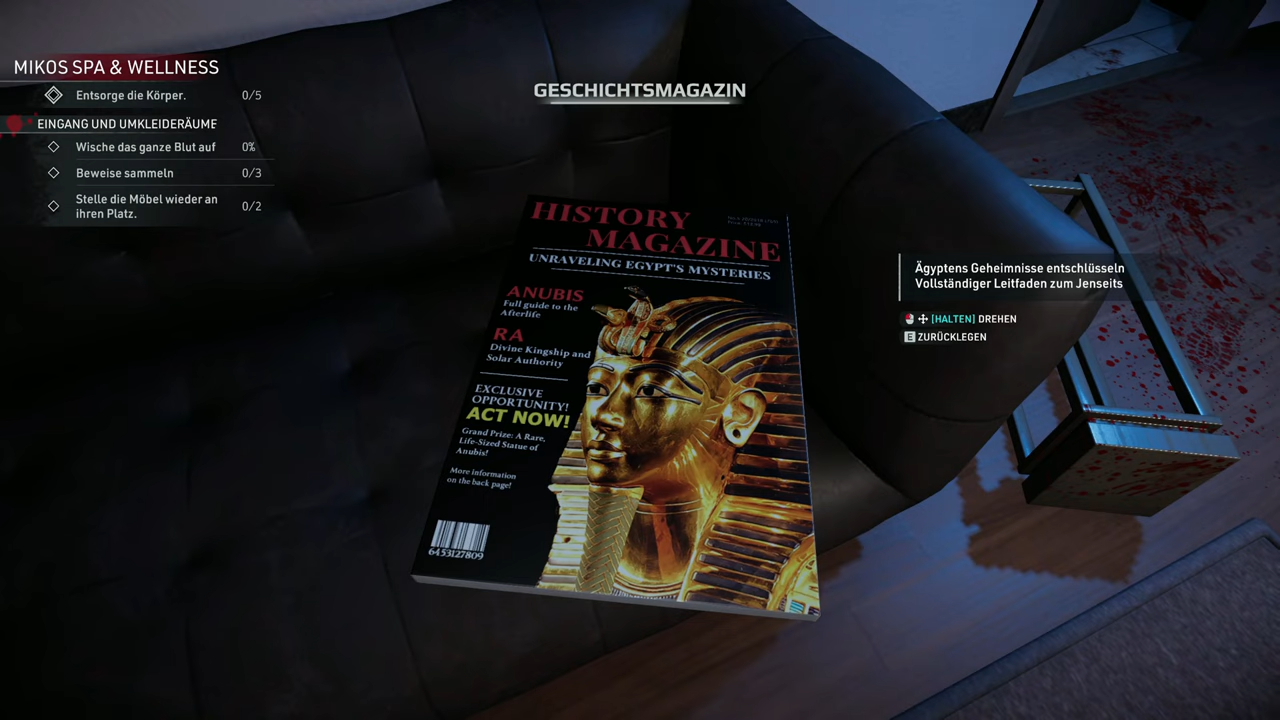 MIKOS SPA & WELLNESS
Entsorge die Körper. 0/5
EINGANG UND UMKLEIDERÄUME
Wische das ganze Blut auf 0%
Beweise sammeln 0/3
Stelle die Möbel wieder an
ihren Platz. 0/2
GESCHICHTSMAGAZIN
HISTORY
MAGAZINE
UNRAVELING EGYPT'S MYSTERIES
ANUBIS
Full guide to the
Afterlife
RA
Divine Kingship and
Solar Authority
EXCLUSIVE
OPPORTUNITY!
ACT NOW!
Grand Prize: A Rare,
Life-Sized Statue of
Anubis!
More information
on the back page!
6453127809
Ägyptens Geheimnisse entschlüsseln
Vollständiger Leitfaden zum Jenseits
[HALTEN] DREHEN
E ZURÜCKLEGEN